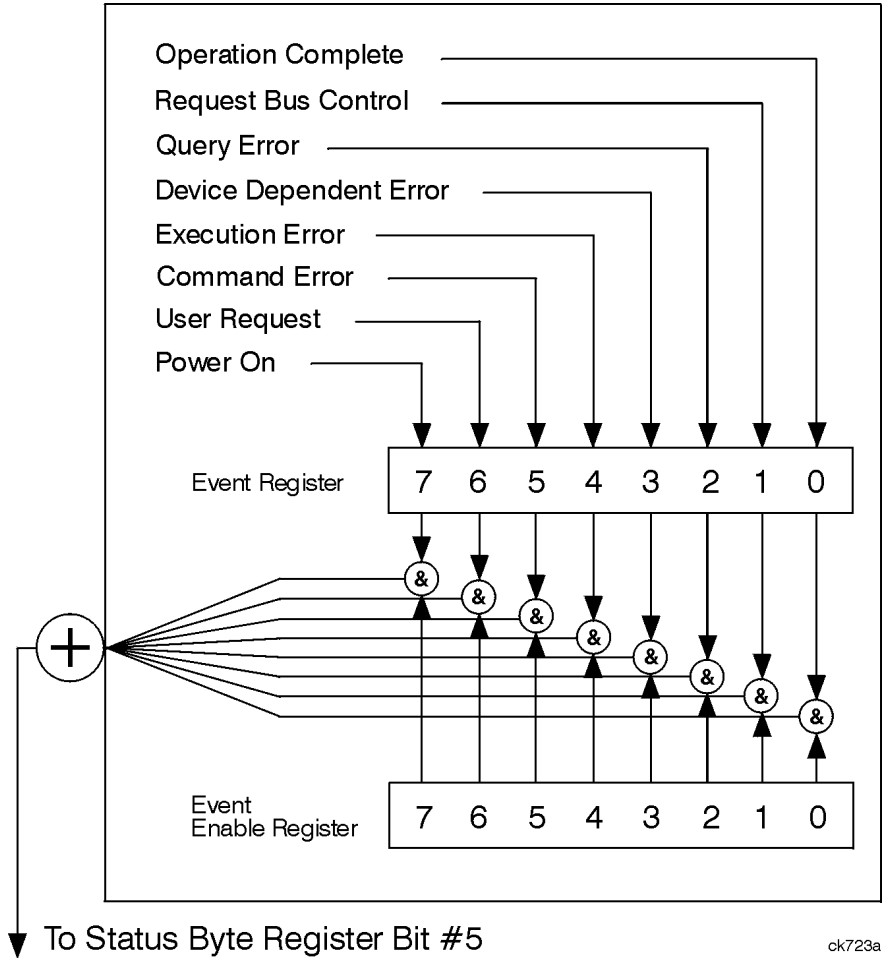 Operation Complete
Request Bus Control
Query Error
Device Dependent Error
Execution Error
Command Error
User Request
Power On
Event Register 7 6 5 4 3 2 1 0
&
&
&
&
&
&
&
&
+
Event
Enable Register 7 6 5 4 3 2 1 0
To Status Byte Register Bit #5
ck723a